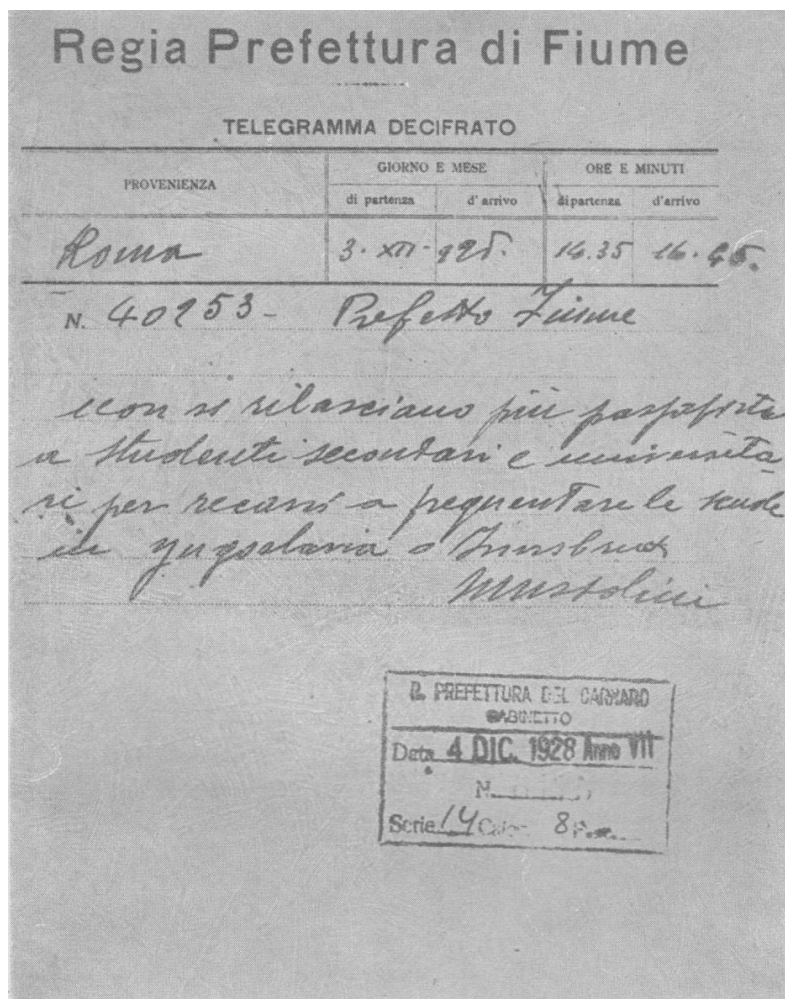 Regia Prefettura di Fiume
TELEGRAMMA DECIFRATO
PROVENIENZA
GIORNO E MESE
ORE E MINUTI
di partenza
d'arrivo
di partenza
d'arrivo
Roma
3. XII - 928.
14.35
16.45.
N. 40253 - Prefetto Fiume
non si rilasciano più passaporti
a studenti secondari e universita
ri per recarsi a frequentare le scuole
in Yugoslavia o Innsbruck
Mussolini
R. PREFETTURA DEL CARNARO
GABINETTO
Data 4 DIC. 1928 Anno VII
N.
Serie 14 8